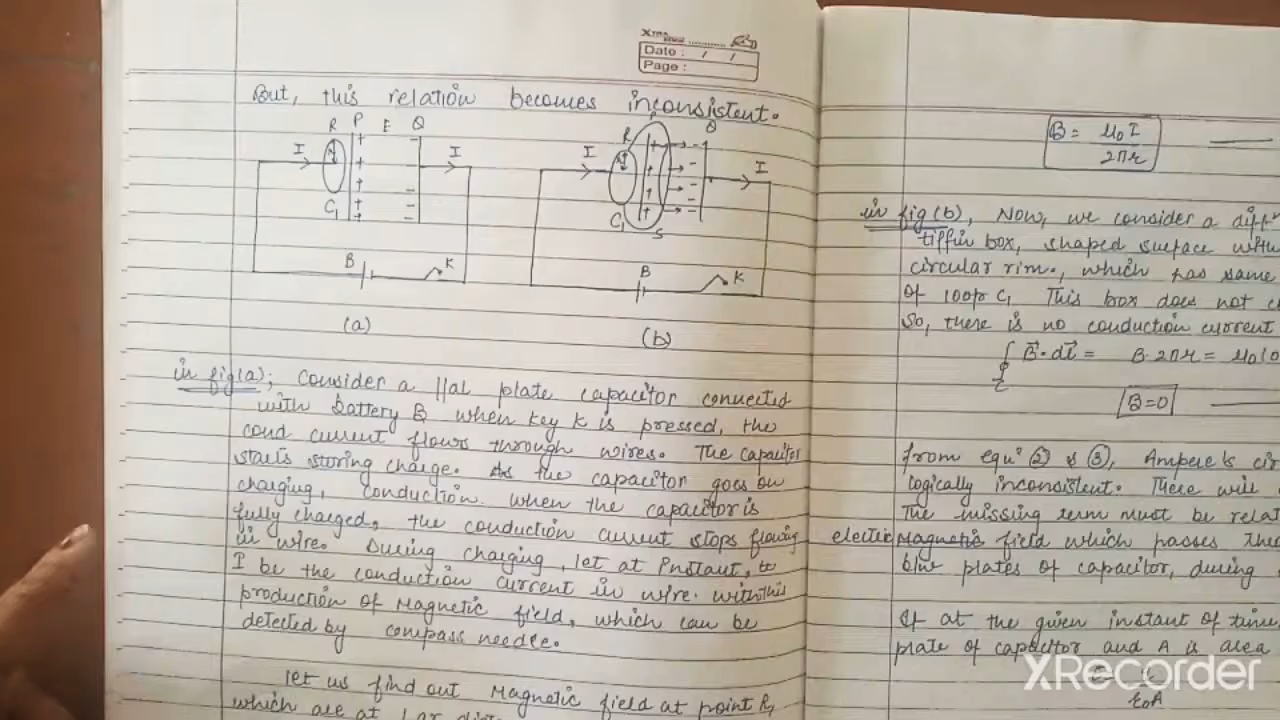 Date : / /
Page :
But, this relation becomes inconsistent.
R P E Q
I I
C1
B K
(a)
R Q
I I
C1 S
B K
(b)
in fig(a); Consider a ||al plate capacitor connected
with battery B when key K is pressed, the
cond current flows through wires. The capacitor
starts storing charge. As the capacitor goes on
charging, conduction. when the capacitor is
fully charged, the conduction current stops flowing
in wire. During charging, let at instant,
I be the conduction current in wire. with this
production of Magnetic field, which can be
detected by compass needle.
let us find out Magnetic field at point R,
which are at
B = μ0 I
2πr
in fig(b), Now, we consider a diff
tiffin box, shaped surface
circular rim., which has same
of loop C1 This box does not
So, there is no conduction current
∮ B⃗·dl⃗ = B·2πr = μ0(0
B=0
from equⁿ ② & ③, Ampere's cir
logically inconsistent. There will
The missing term must be relat
electric Magnetic field which passes
b/w plates of capacitor, during
If at the given instant of time,
plate of capacitor and A is area
ε0A
XRecorder